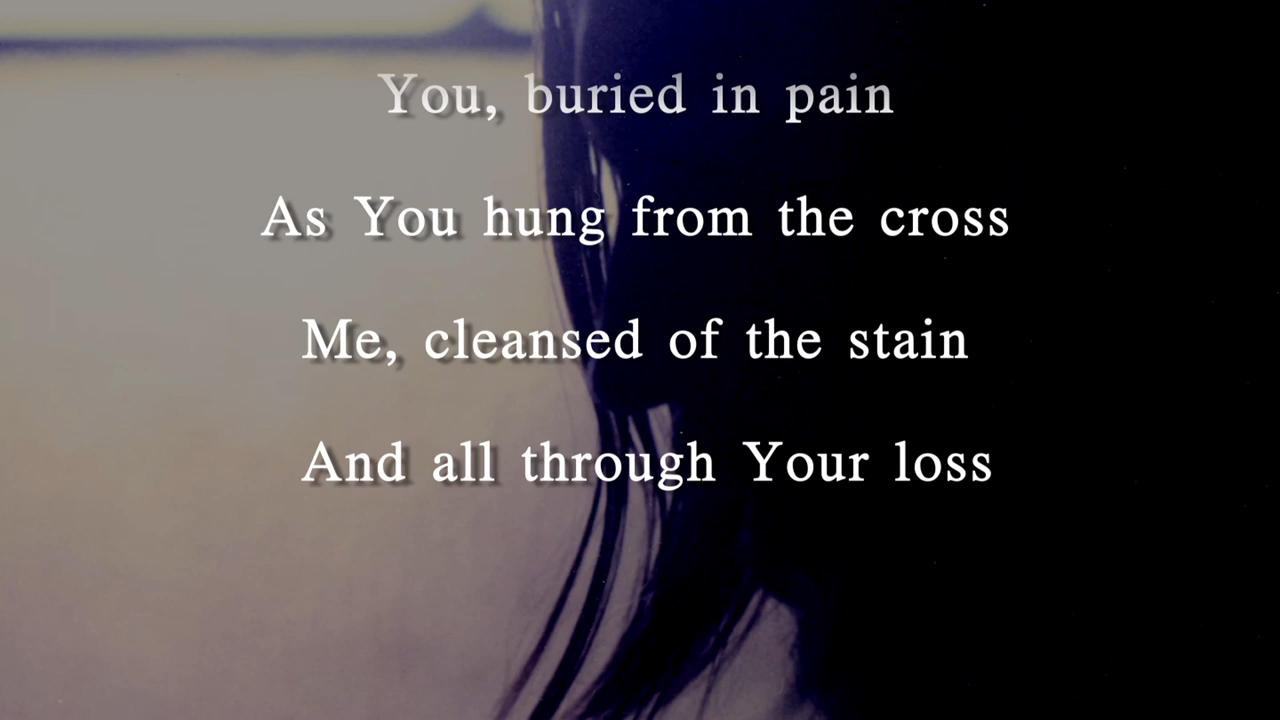 You, buried in pain
As You hung from the cross
Me, cleansed of the stain
And all through Your loss